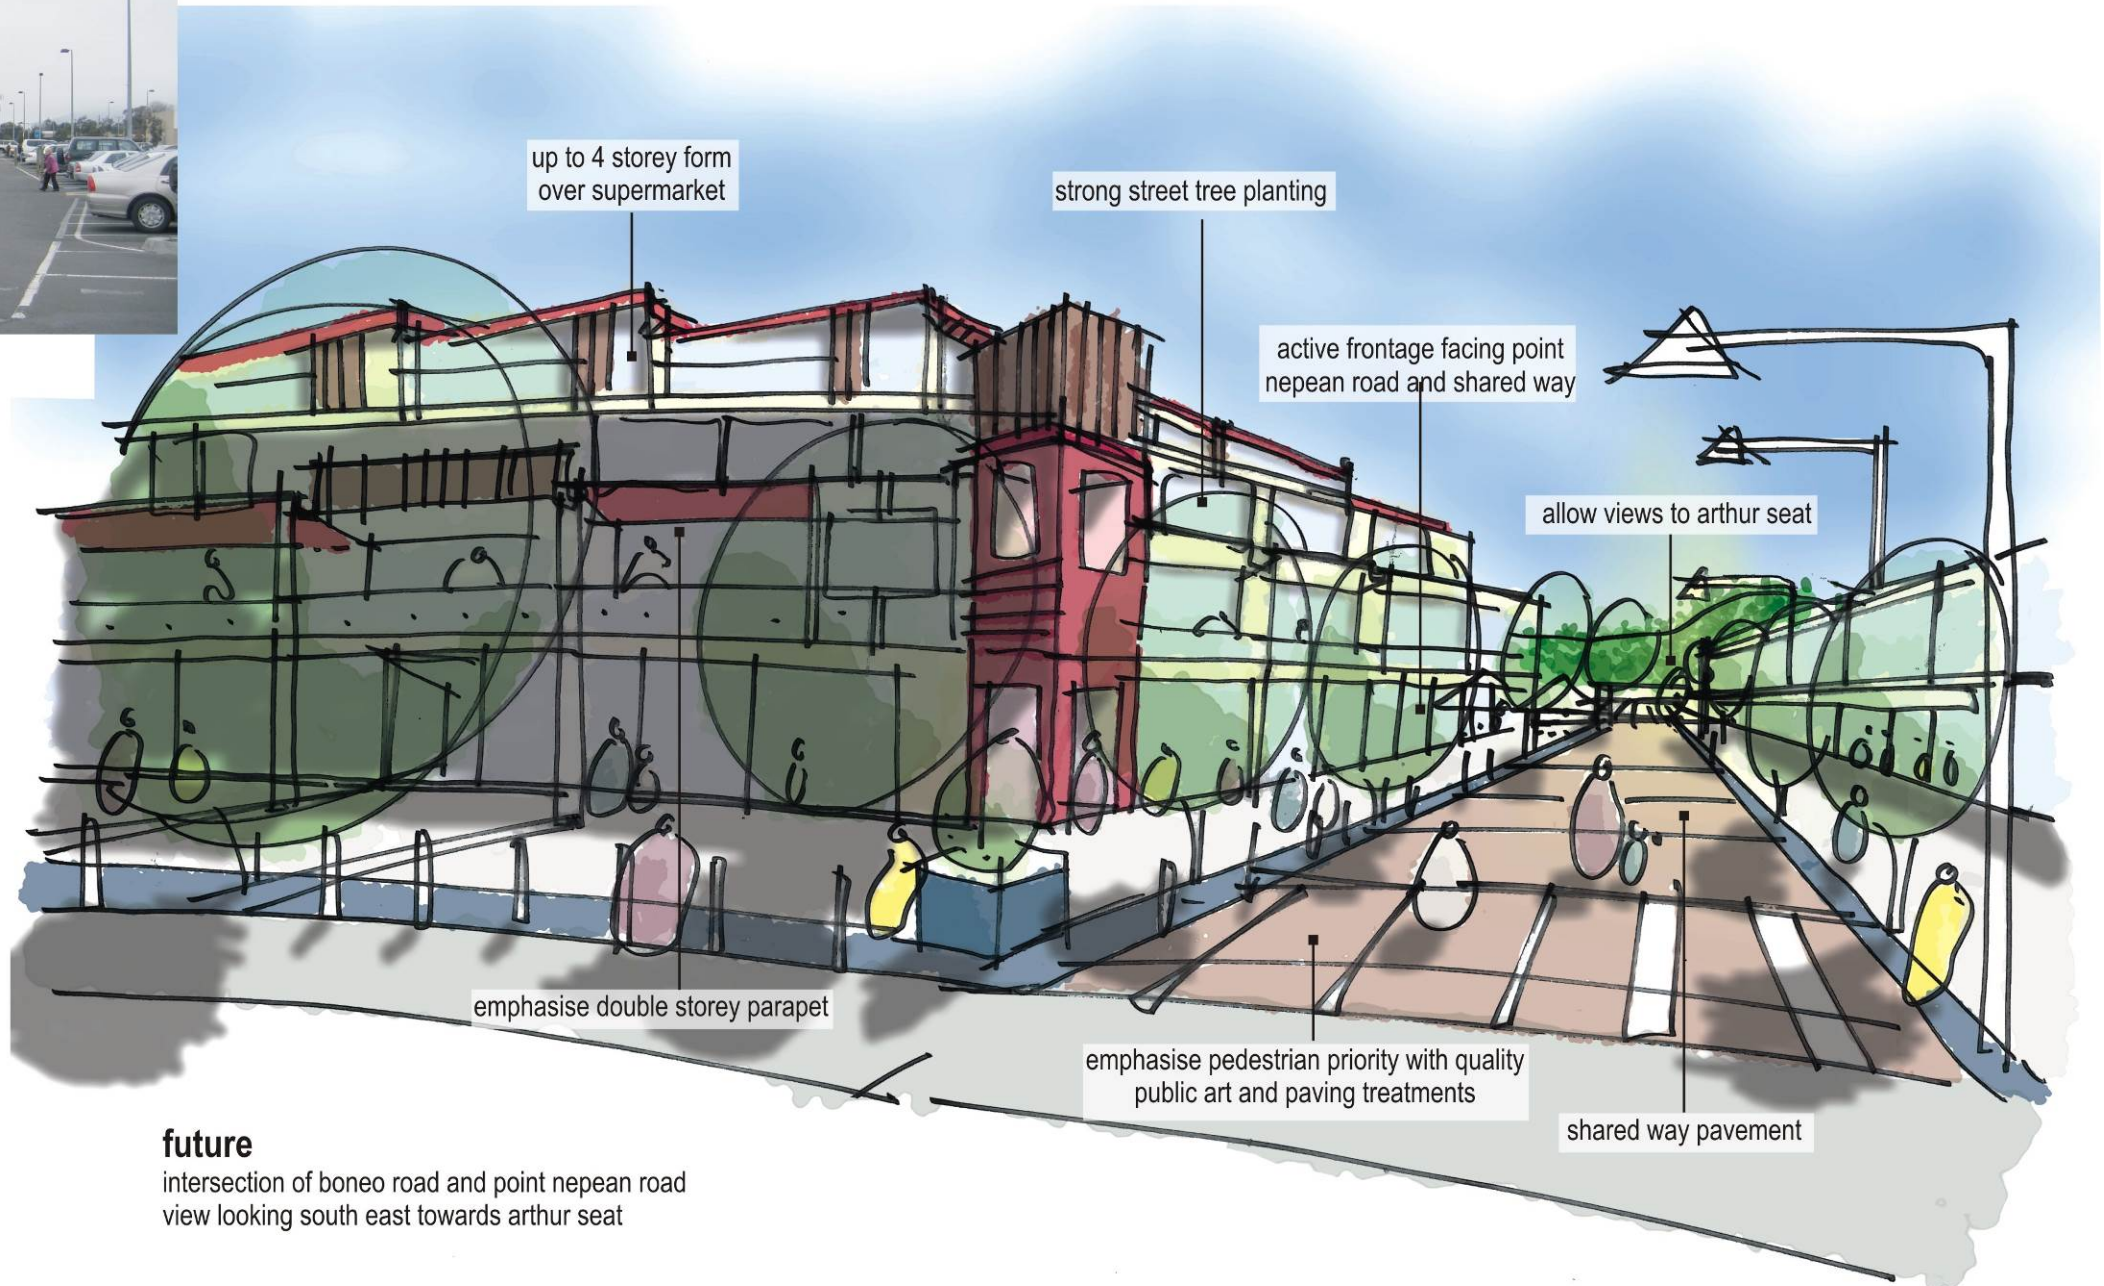 up to 4 storey form
over supermarket
strong street tree planting
active frontage facing point
nepean road and shared way
allow views to arthur seat
emphasise double storey parapet
emphasise pedestrian priority with quality
public art and paving treatments
shared way pavement
future
intersection of boneo road and point nepean road
view looking south east towards arthur seat